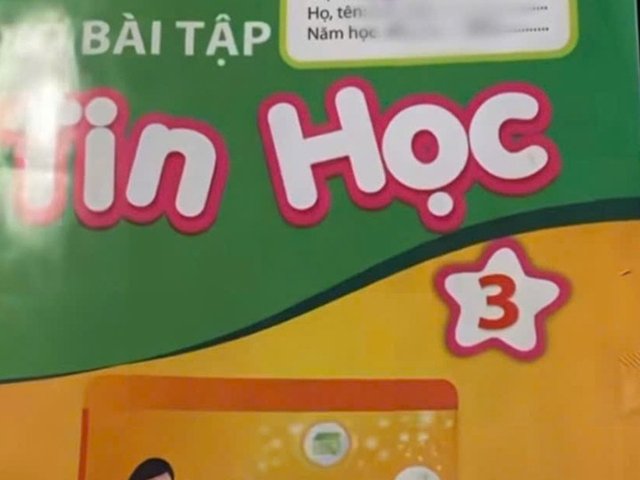 Họ, tên:
Năm học
BÀI TẬP
Tin Học
3